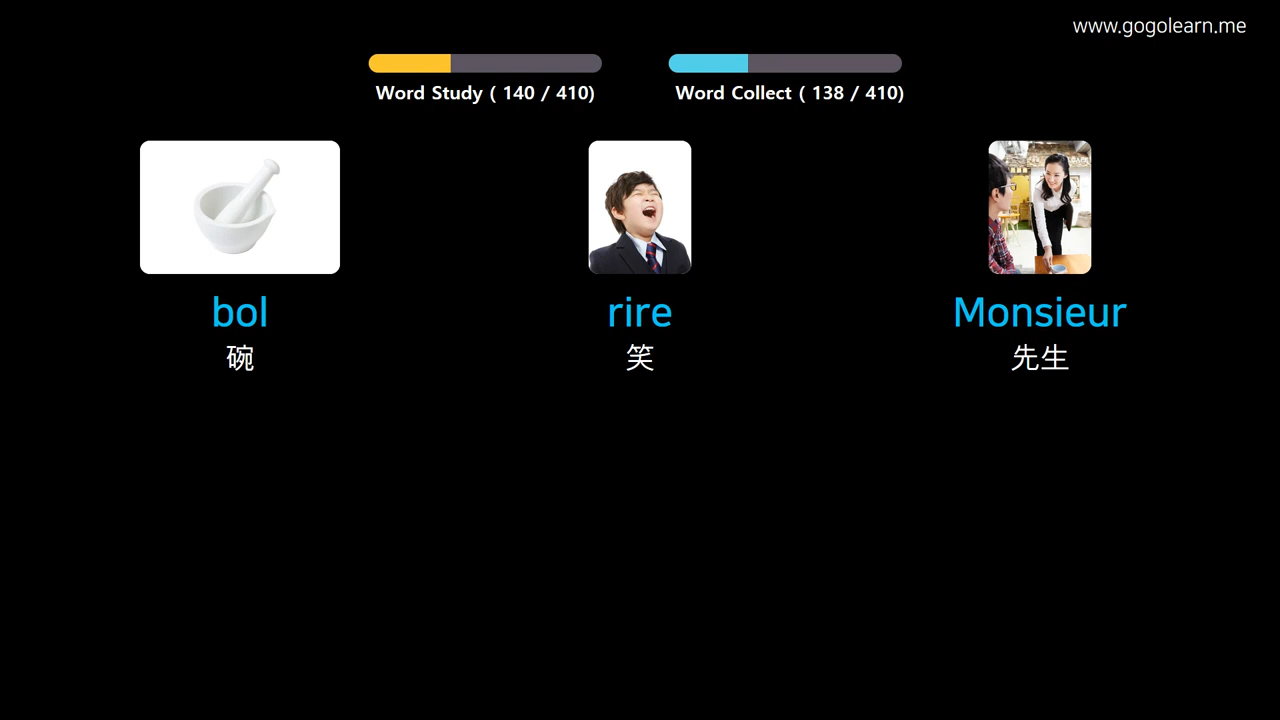 www.gogolearn.me
Word Study ( 140 / 410)
Word Collect ( 138 / 410)
bol
碗
rire
笑
Monsieur
先生